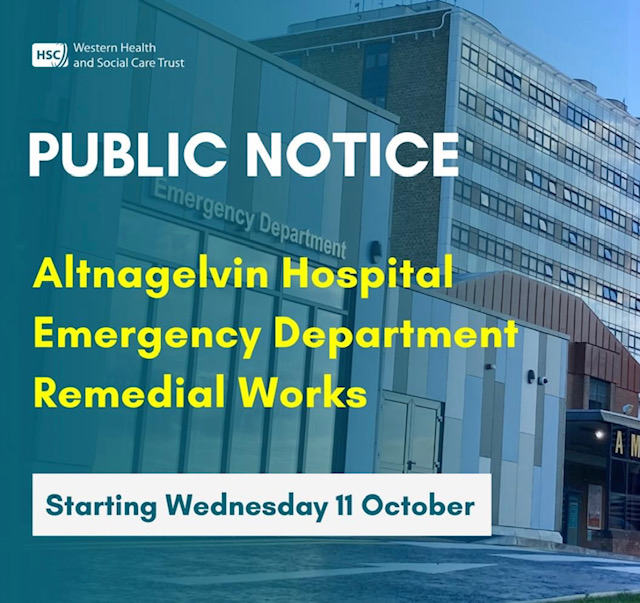 HSC
Western Health
and Social Care Trust
PUBLIC NOTICE
Emergency Department
Altnagelvin Hospital
Emergency Department
Remedial Works
Starting Wednesday 11 October